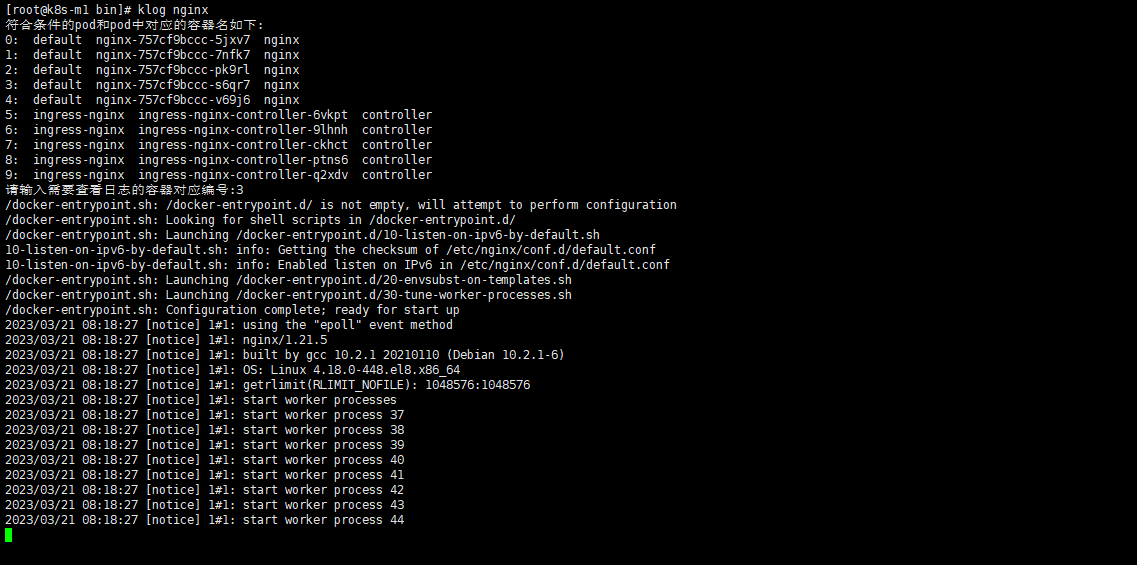 [root@k8s-m1 bin]# klog nginx
符合条件的pod和pod中对应的容器名如下:
0:  default  nginx-757cf9bccc-5jxv7  nginx
1:  default  nginx-757cf9bccc-7nfk7  nginx
2:  default  nginx-757cf9bccc-pk9rl  nginx
3:  default  nginx-757cf9bccc-s6qr7  nginx
4:  default  nginx-757cf9bccc-v69j6  nginx
5:  ingress-nginx  ingress-nginx-controller-6vkpt  controller
6:  ingress-nginx  ingress-nginx-controller-9lhnh  controller
7:  ingress-nginx  ingress-nginx-controller-ckhct  controller
8:  ingress-nginx  ingress-nginx-controller-ptns6  controller
9:  ingress-nginx  ingress-nginx-controller-q2xdv  controller
请输入需要查看日志的容器对应编号:3
/docker-entrypoint.sh: /docker-entrypoint.d/ is not empty, will attempt to perform configuration
/docker-entrypoint.sh: Looking for shell scripts in /docker-entrypoint.d/
/docker-entrypoint.sh: Launching /docker-entrypoint.d/10-listen-on-ipv6-by-default.sh
10-listen-on-ipv6-by-default.sh: info: Getting the checksum of /etc/nginx/conf.d/default.conf
10-listen-on-ipv6-by-default.sh: info: Enabled listen on IPv6 in /etc/nginx/conf.d/default.conf
/docker-entrypoint.sh: Launching /docker-entrypoint.d/20-envsubst-on-templates.sh
/docker-entrypoint.sh: Launching /docker-entrypoint.d/30-tune-worker-processes.sh
/docker-entrypoint.sh: Configuration complete; ready for start up
2023/03/21 08:18:27 [notice] 1#1: using the "epoll" event method
2023/03/21 08:18:27 [notice] 1#1: nginx/1.21.5
2023/03/21 08:18:27 [notice] 1#1: built by gcc 10.2.1 20210110 (Debian 10.2.1-6)
2023/03/21 08:18:27 [notice] 1#1: OS: Linux 4.18.0-448.el8.x86_64
2023/03/21 08:18:27 [notice] 1#1: getrlimit(RLIMIT_NOFILE): 1048576:1048576
2023/03/21 08:18:27 [notice] 1#1: start worker processes
2023/03/21 08:18:27 [notice] 1#1: start worker process 37
2023/03/21 08:18:27 [notice] 1#1: start worker process 38
2023/03/21 08:18:27 [notice] 1#1: start worker process 39
2023/03/21 08:18:27 [notice] 1#1: start worker process 40
2023/03/21 08:18:27 [notice] 1#1: start worker process 41
2023/03/21 08:18:27 [notice] 1#1: start worker process 42
2023/03/21 08:18:27 [notice] 1#1: start worker process 43
2023/03/21 08:18:27 [notice] 1#1: start worker process 44